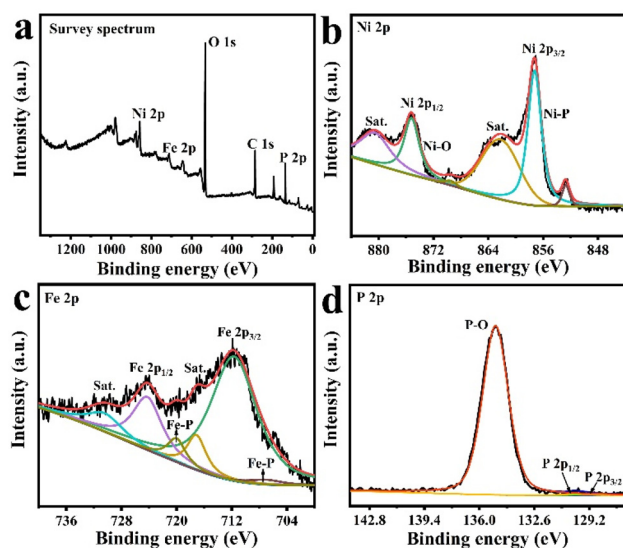 a
Survey spectrum
O 1s
Ni 2p
Fe 2p
C 1s
P 2p
Intensity (a.u.)
1200 1000 800 600 400 200 0
Binding energy (eV)
b
Ni 2p
Ni 2p3/2
Ni 2p1/2
Sat.
Sat.
Ni-P
Ni-O
Intensity (a.u.)
880 872 864 856 848
Binding energy (eV)
c
Fe 2p
Fe 2p3/2
Fe 2p1/2
Sat.
Sat.
Fe-P
Fe-P
Intensity (a.u.)
736 728 720 712 704
Binding energy (eV)
d
P 2p
P-O
P 2p1/2
P 2p3/2
Intensity (a.u.)
142.8 139.4 136.0 132.6 129.2
Binding energy (eV)